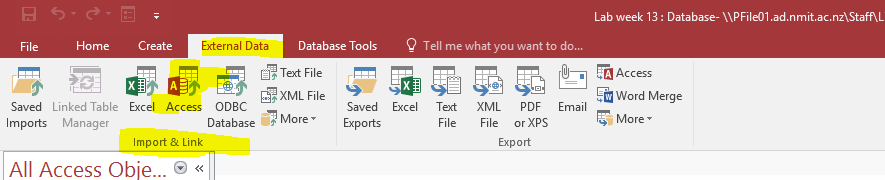 Lab week 13 : Database- \\PFile01.ad.nmit.ac.nz\Staff\L
File Home Create External Data Database Tools Tell me what you want to do...
Saved Imports
Linked Table Manager
Excel
Access
ODBC Database
Text File
XML File
More
Import & Link
Saved Exports
Excel
Text File
XML File
PDF or XPS
Email
Access
Word Merge
More
Export
All Access Obje...